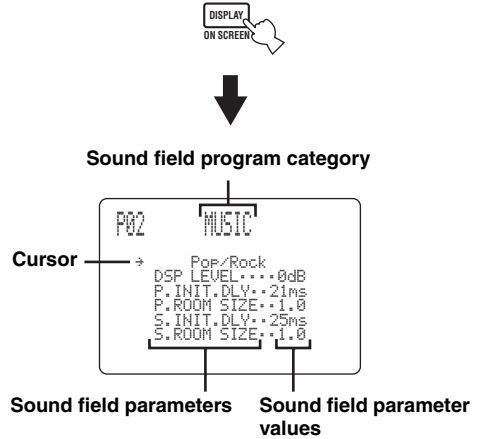 DISPLAY
ON SCREEN
Sound field program category
P02 MUSIC
Cursor → Pop/Rock
DSP LEVEL····0dB
P.INIT.DLY··21ms
P.ROOM SIZE··1.0
S.INIT.DLY··25ms
S.ROOM SIZE··1.0
Sound field parameters Sound field parameter
values